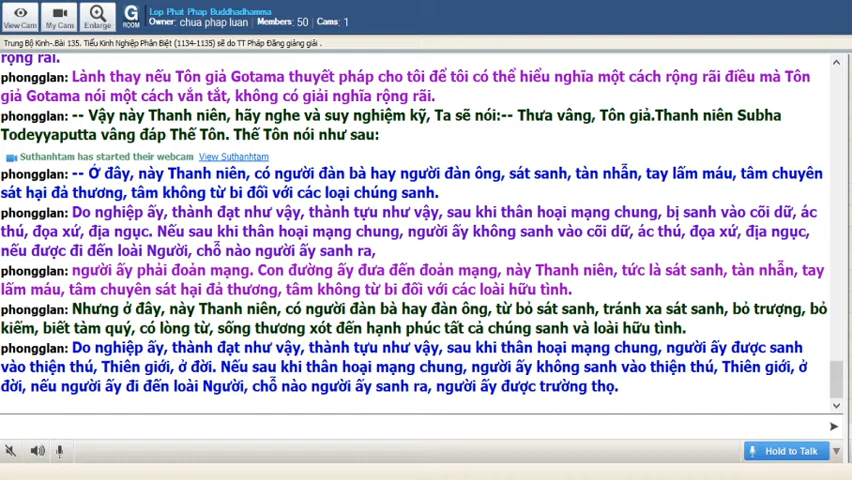 Lop Phat Phap Buddhadhamma
Owner: chua phap luan Members: 50 Cams: 1
View Cam My Cams Enlarge G ROOM
Trung Bộ Kinh-.Bài 135. Tiểu Kinh Nghiệp Phân Biệt (1134-1135) sẽ do TT Pháp Đăng giảng giải .
rộng rãi.
phongglan: Lành thay nếu Tôn giả Gotama thuyết pháp cho tôi để tôi có thể hiểu nghĩa một cách rộng rãi điều mà Tôn
giả Gotama nói một cách vắn tắt, không có giải nghĩa rộng rãi.
phongglan: -- Vậy này Thanh niên, hãy nghe và suy nghiệm kỹ, Ta sẽ nói:-- Thưa vâng, Tôn giả.Thanh niên Subha
Todeyyaputta vâng đáp Thế Tôn. Thế Tôn nói như sau:
Suthanhtam has started their webcam View Suthanhtam
phongglan: -- Ở đây, này Thanh niên, có người đàn bà hay người đàn ông, sát sanh, tàn nhẫn, tay lấm máu, tâm chuyên
sát hại đả thương, tâm không từ bi đối với các loại chúng sanh.
phongglan: Do nghiệp ấy, thành đạt như vậy, thành tựu như vậy, sau khi thân hoại mạng chung, bị sanh vào cõi dữ, ác
thú, đọa xứ, địa ngục. Nếu sau khi thân hoại mạng chung, người ấy không sanh vào cõi dữ, ác thú, đọa xứ, địa ngục,
nếu được đi đến loài Người, chỗ nào người ấy sanh ra,
phongglan: người ấy phải đoản mạng. Con đường ấy đưa đến đoản mạng, này Thanh niên, tức là sát sanh, tàn nhẫn, tay
lấm máu, tâm chuyên sát hại đả thương, tâm không từ bi đối với các loài hữu tình.
phongglan: Nhưng ở đây, này Thanh niên, có người đàn bà hay đàn ông, từ bỏ sát sanh, tránh xa sát sanh, bỏ trượng, bỏ
kiếm, biết tàm quý, có lòng từ, sống thương xót đến hạnh phúc tất cả chúng sanh và loài hữu tình.
phongglan: Do nghiệp ấy, thành đạt như vậy, thành tựu như vậy, sau khi thân hoại mạng chung, người ấy được sanh
vào thiện thú, Thiên giới, ở đời. Nếu sau khi thân hoại mạng chung, người ấy không sanh vào thiện thú, Thiên giới, ở
đời, nếu người ấy đi đến loài Người, chỗ nào người ấy sanh ra, người ấy được trường thọ.
Hold to Talk